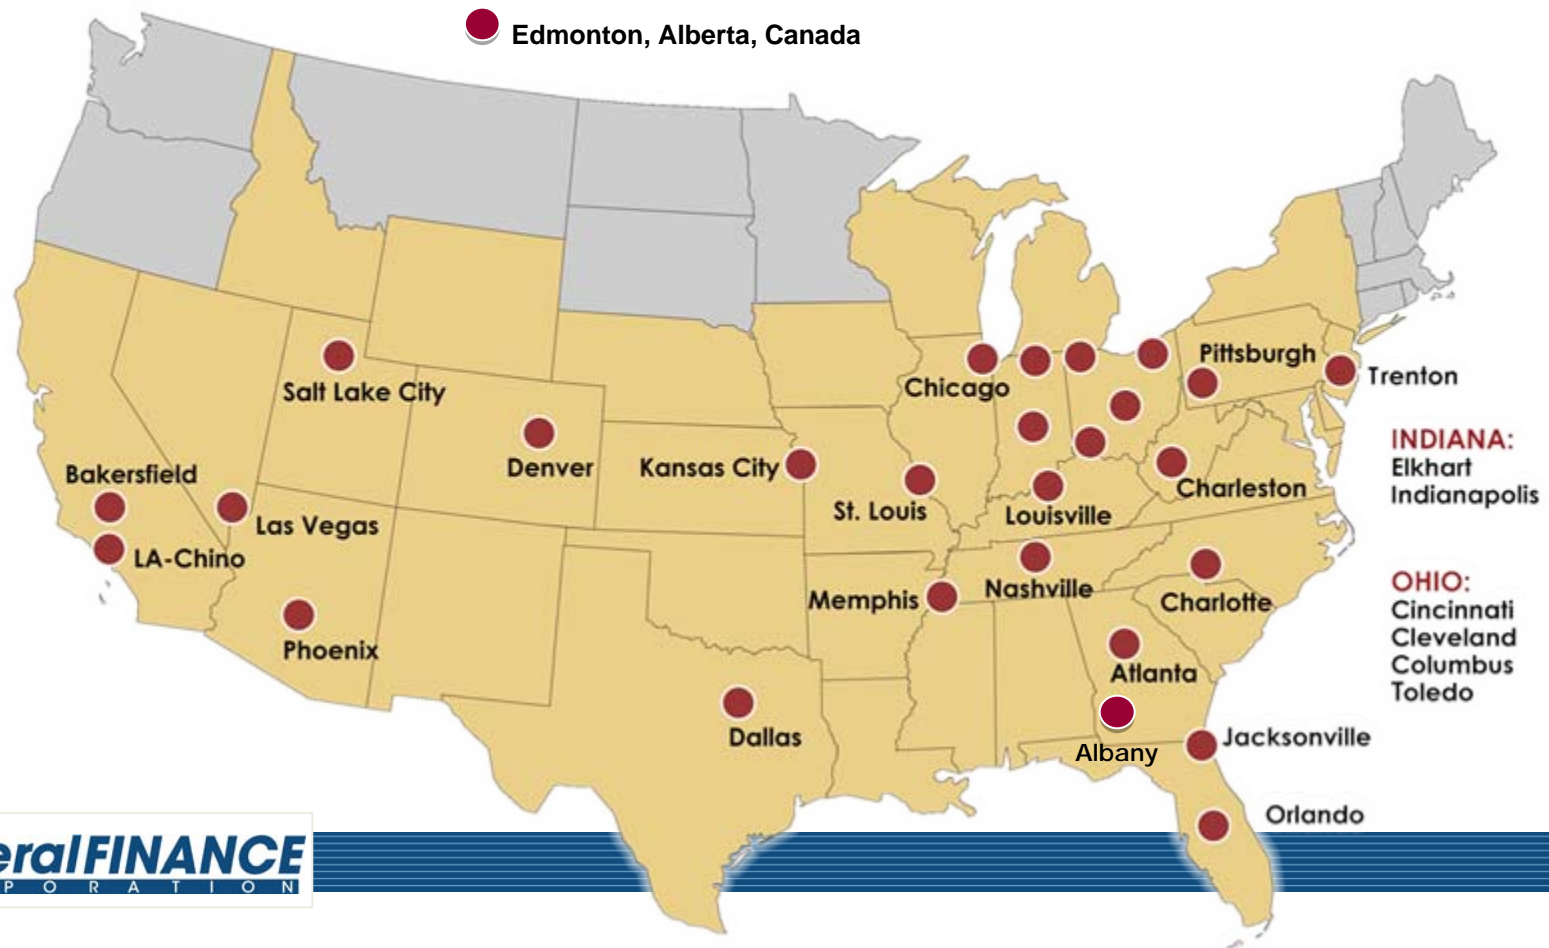 Edmonton, Alberta, Canada
Pittsburgh
Trenton
Chicago
Salt Lake City
INDIANA:
Elkhart
Indianapolis
Denver
Kansas City
Bakersfield
Charleston
St. Louis
Louisville
Las Vegas
LA-Chino
OHIO:
Cincinnati
Cleveland
Columbus
Toledo
Nashville
Memphis
Charlotte
Phoenix
Atlanta
Dallas
Jacksonville
Albany
Orlando
eralFINANCE
PORATION